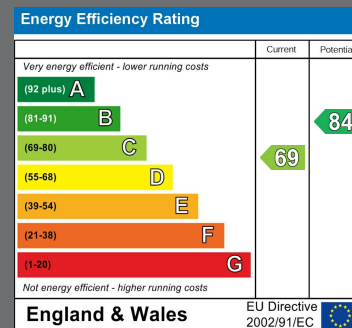 Energy Efficiency Rating
Current Potentia
Very energy efficient - lower running costs
(92 plus) A
(81-91) B
84
(69-80) C
69
(55-68) D
(39-54) E
(21-38) F
(1-20) G
Not energy efficient - higher running costs
England & Wales
EU Directive
2002/91/EC